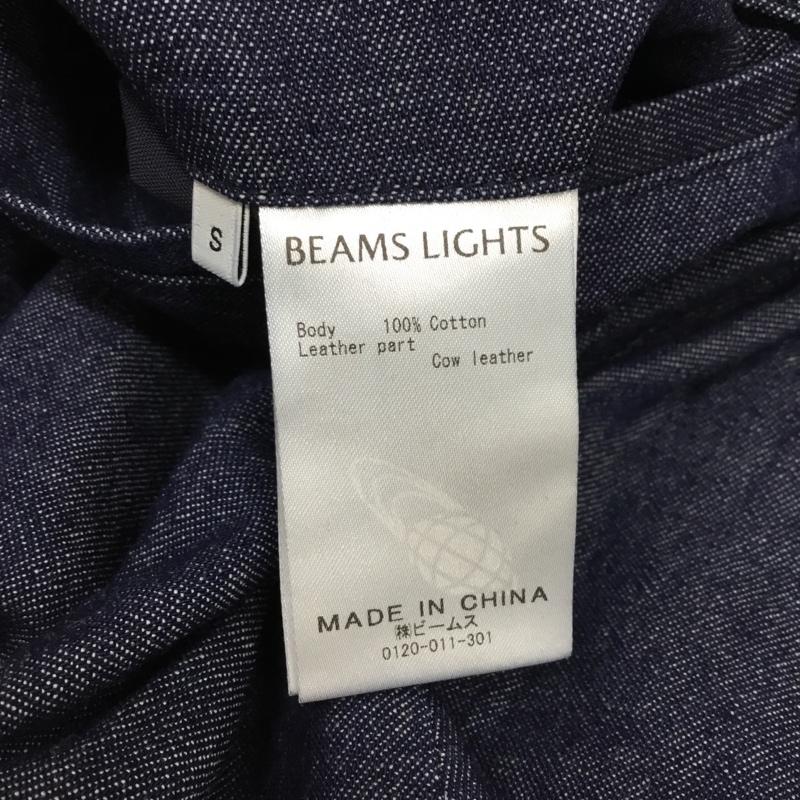 S
BEAMS LIGHTS
Body 100% Cotton
Leather part
Cow leather
MADE IN CHINA
㈱ビームス
0120-011-301